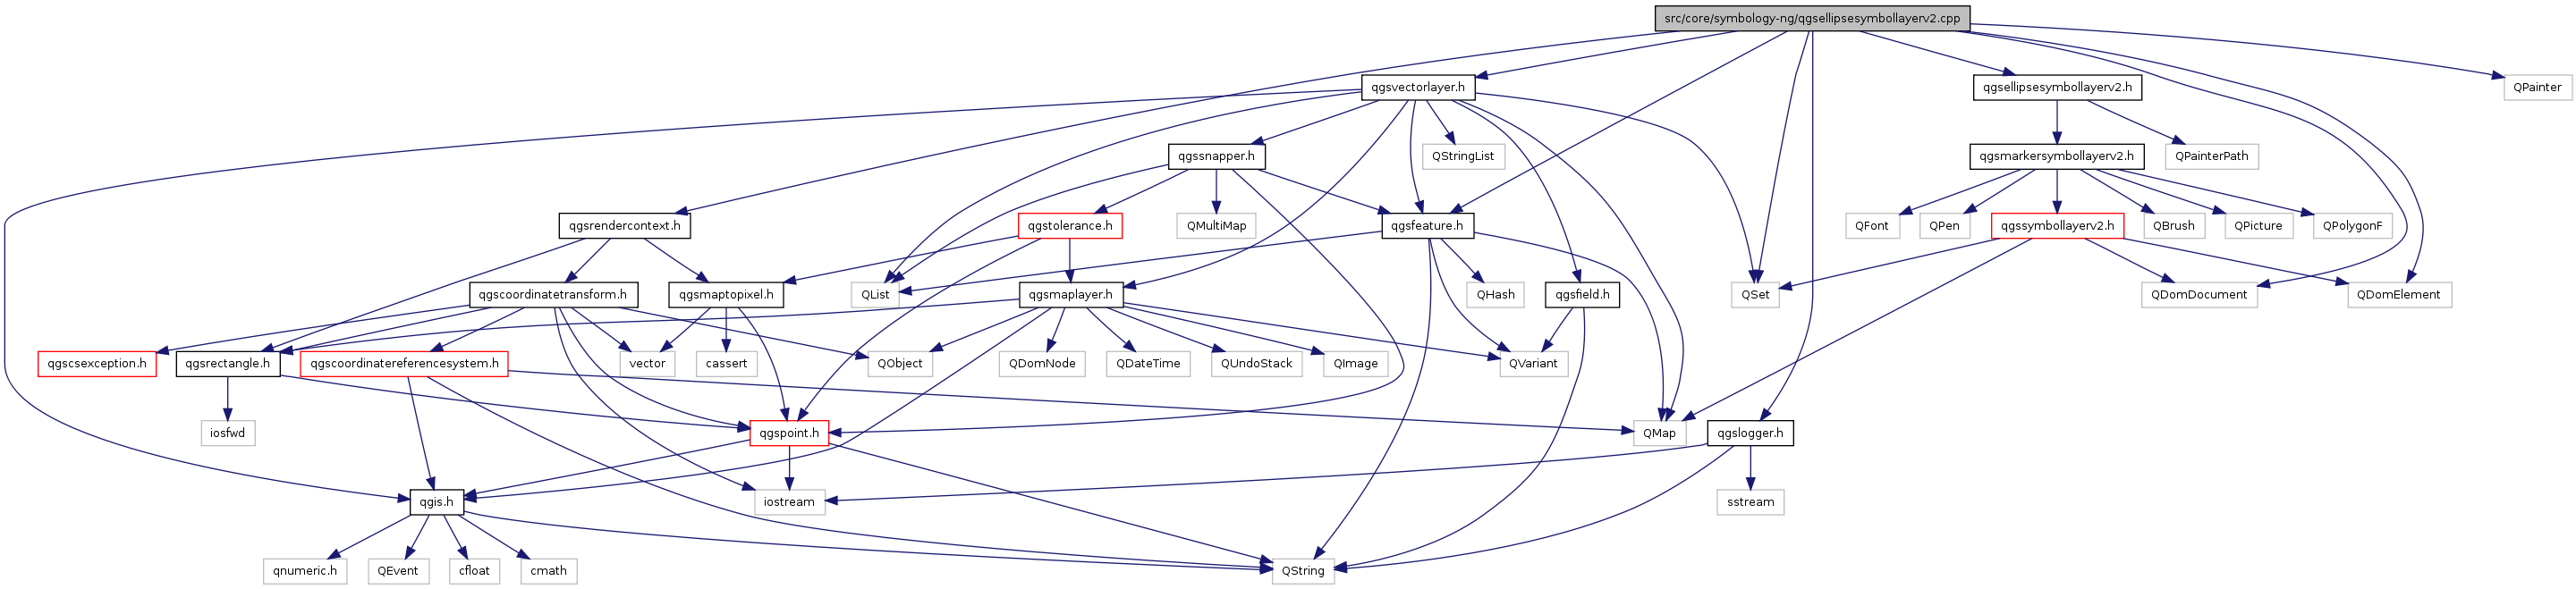 src/core/symbology-ng/qgsellipsesymbollayerv2.cpp
qgsvectorlayer.h
qgsellipsesymbollayerv2.h
QPainter
qgssnapper.h
QStringList
qgsmarkersymbollayerv2.h
QPainterPath
qgsrendercontext.h
qgstolerance.h
QMultiMap
qgsfeature.h
QFont
QPen
qgssymbollayerv2.h
QBrush
QPicture
QPolygonF
qgscoordinatetransform.h
qgsmaptopixel.h
QList
qgsmaplayer.h
QHash
qgsfield.h
QSet
QDomDocument
QDomElement
qgscsexception.h
qgsrectangle.h
qgscoordinatereferencesystem.h
vector
cassert
QObject
QDomNode
QDateTime
QUndoStack
QImage
QVariant
iosfwd
qgspoint.h
QMap
qgslogger.h
qgis.h
iostream
sstream
qnumeric.h
QEvent
cfloat
cmath
QString